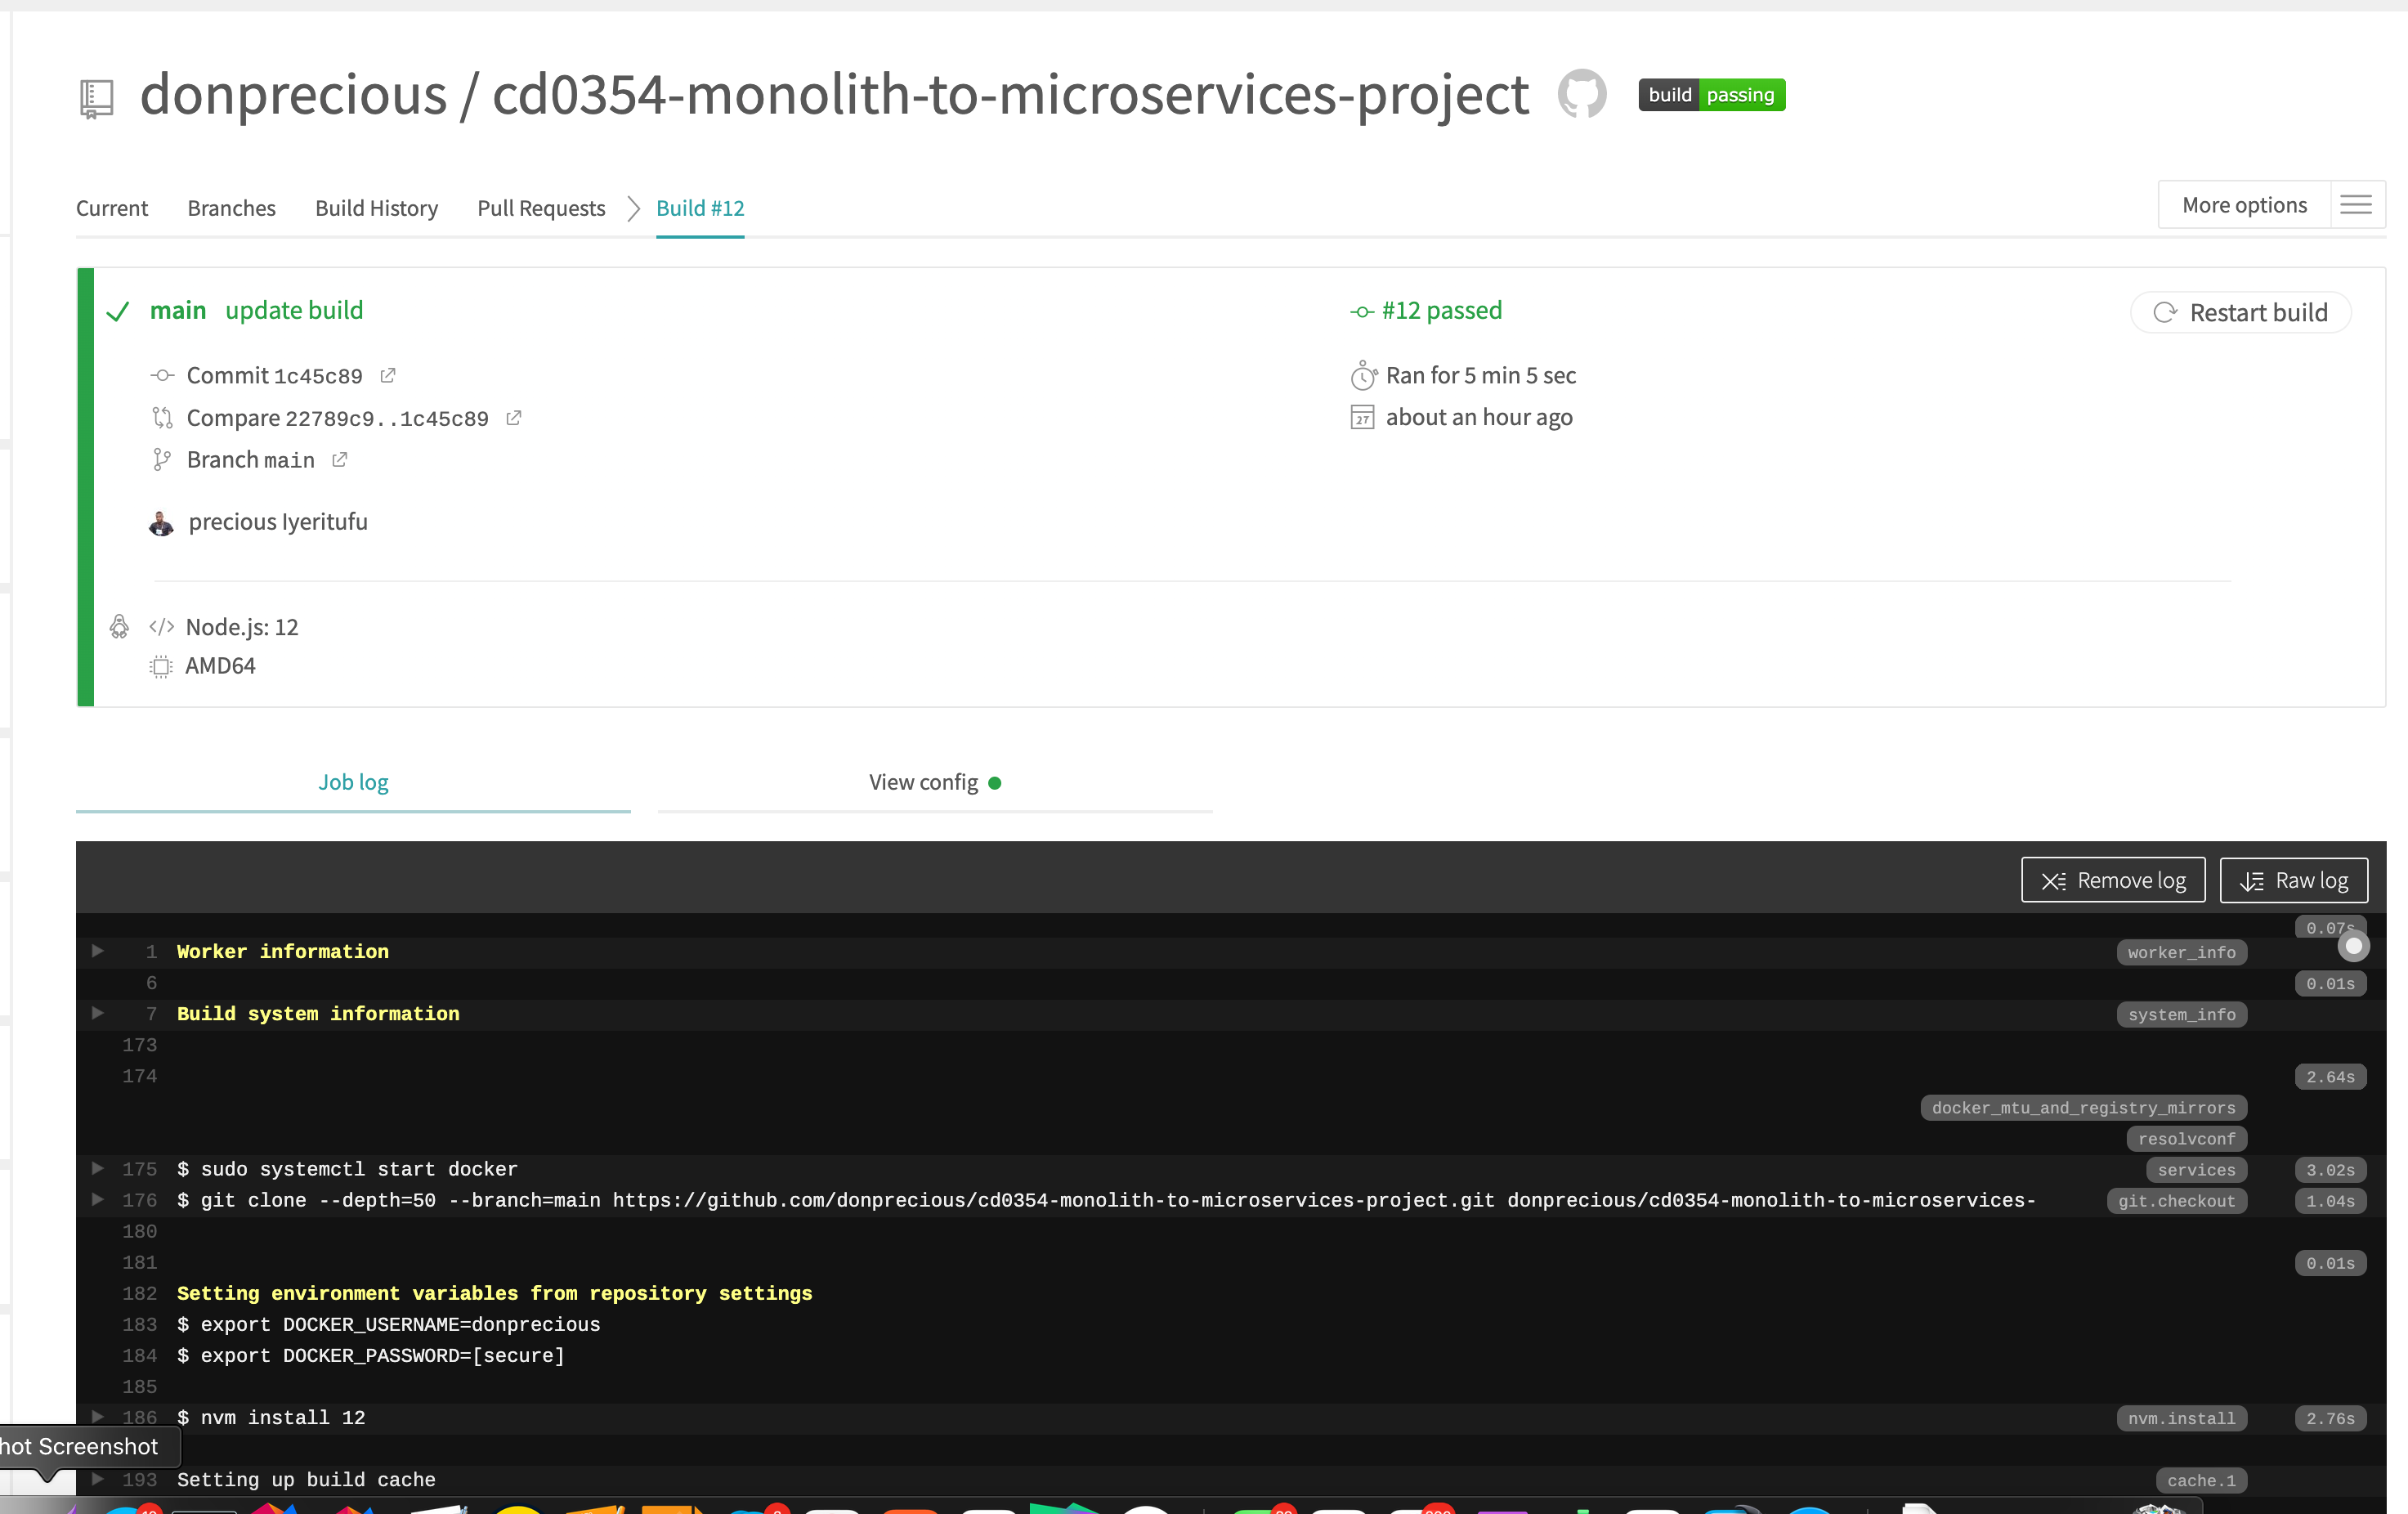 donprecious / cd0354-monolith-to-microservices-project build passing
Current Branches Build History Pull Requests Build #12 More options
main update build
#12 passed
Restart build
Commit 1c45c89
Ran for 5 min 5 sec
Compare 22789c9..1c45c89
27 about an hour ago
Branch main
precious Iyeritufu
Node.js: 12
AMD64
Job log View config
Remove log Raw log
0.07s
1 Worker information worker_info
6 0.01s
7 Build system information system_info
173
174 2.64s
docker_mtu_and_registry_mirrors
resolvconf
175 $ sudo systemctl start docker services 3.02s
176 $ git clone --depth=50 --branch=main https://github.com/donprecious/cd0354-monolith-to-microservices-project.git donprecious/cd0354-monolith-to-microservices- git.checkout 1.04s
180
181 0.01s
182 Setting environment variables from repository settings
183 $ export DOCKER_USERNAME=donprecious
184 $ export DOCKER_PASSWORD=[secure]
185
186 $ nvm install 12 nvm.install 2.76s
hot Screenshot
193 Setting up build cache cache.1